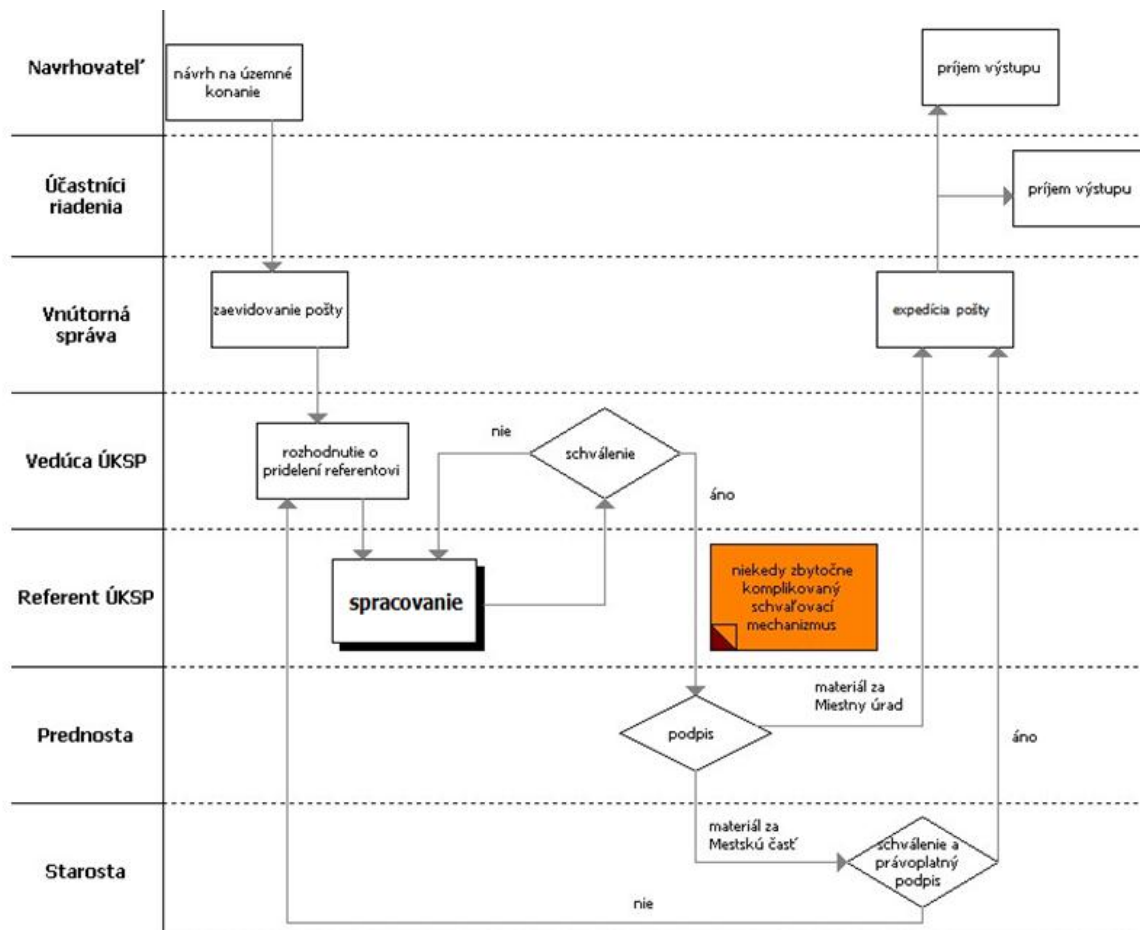 Navrhovateľ
návrh na územné
konanie
príjem výstupu
Účastníci
riadenia
príjem výstupu
Vnútorná
správa
zaevidovanie pošty
expedícia pošty
Vedúca ÚKSP
rozhodnutie o
pridelení referentovi
nie
schválenie
áno
Referent ÚKSP
spracovanie
niekedy zbytočne
komplikovaný
schvaľovací
mechanizmus
Prednosta
podpis
materiál za
Miestny úrad
áno
Starosta
materiál za
Mestskú časť
schválenie a
právoplatný
podpis
nie